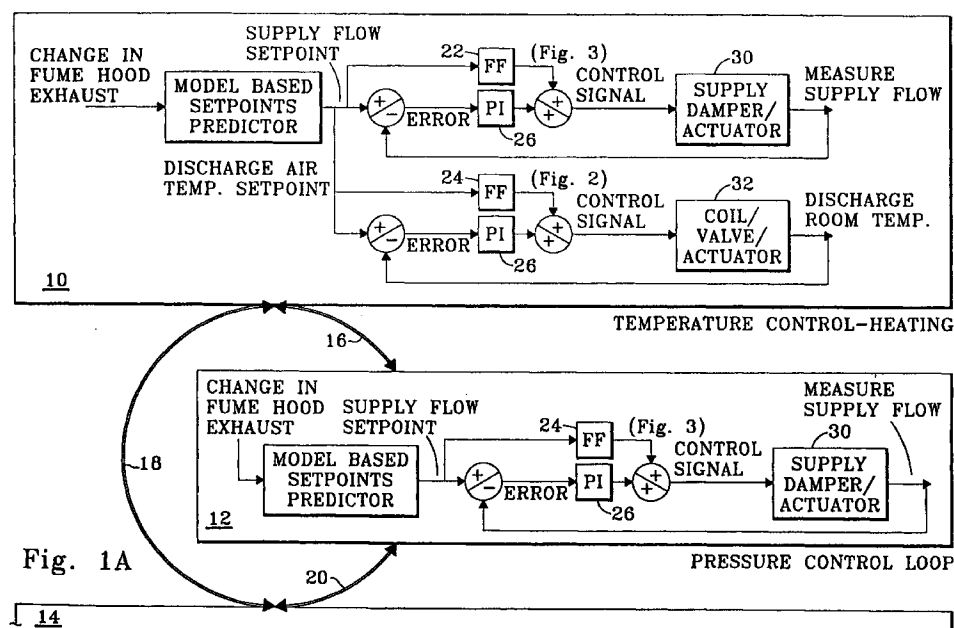 CHANGE IN
FUME HOOD
EXHAUST
MODEL BASED
SETPOINTS
PREDICTOR
SUPPLY FLOW
SETPOINT
22
FF
(Fig. 3)
CONTROL
SIGNAL
30
SUPPLY
DAMPER/
ACTUATOR
MEASURE
SUPPLY FLOW
+
−
ERROR
PI
26
+
+
DISCHARGE AIR
TEMP. SETPOINT
24
FF
(Fig. 2)
CONTROL
SIGNAL
32
COIL/
VALVE/
ACTUATOR
DISCHARGE
ROOM TEMP.
+
−
ERROR
PI
26
+
+
10
TEMPERATURE CONTROL-HEATING
16
18
20
CHANGE IN
FUME HOOD
EXHAUST
MODEL BASED
SETPOINTS
PREDICTOR
SUPPLY FLOW
SETPOINT
24
FF
(Fig. 3)
CONTROL
SIGNAL
30
SUPPLY
DAMPER/
ACTUATOR
MEASURE
SUPPLY FLOW
+
−
ERROR
PI
26
+
+
12
PRESSURE CONTROL LOOP
Fig. 1A
14